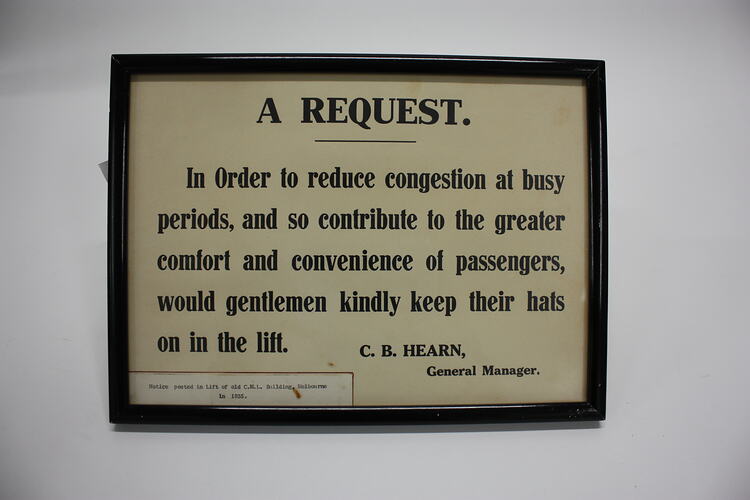 A REQUEST.
In Order to reduce congestion at busy
periods, and so contribute to the greater
comfort and convenience of passengers,
would gentlemen kindly keep their hats
on in the lift.
C. B. HEARN,
General Manager.
Notice posted in Lift of old C.M.L. Building, Melbourne
in 1935.